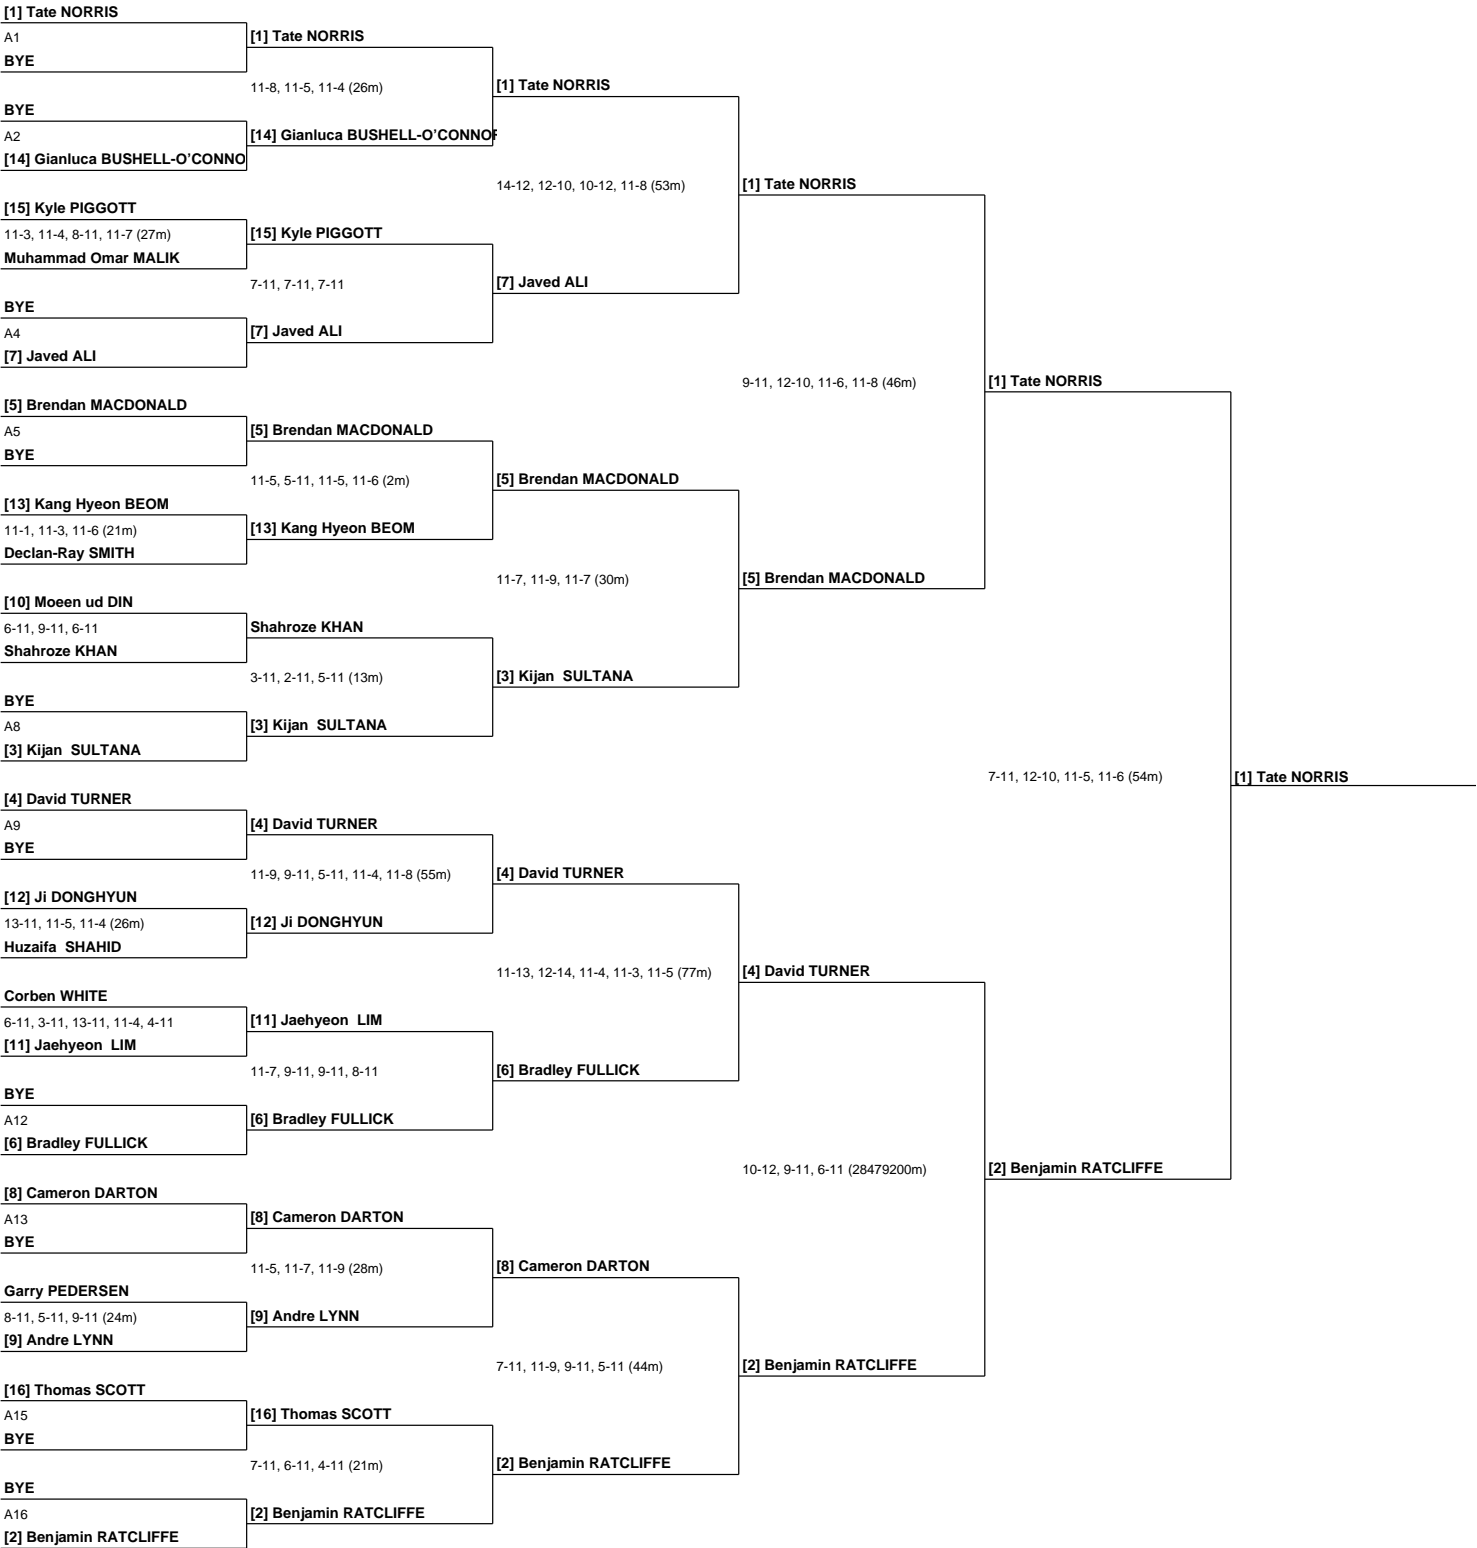 [1] Tate NORRIS
A1
BYE
BYE
A2
[14] Gianluca BUSHELL-O'CONNO
[15] Kyle PIGGOTT
11-3, 11-4, 8-11, 11-7 (27m)
Muhammad Omar MALIK
BYE
A4
[7] Javed ALI
[5] Brendan MACDONALD
A5
BYE
[13] Kang Hyeon BEOM
11-1, 11-3, 11-6 (21m)
Declan-Ray SMITH
[10] Moeen ud DIN
6-11, 9-11, 6-11
Shahroze KHAN
BYE
A8
[3] Kijan  SULTANA
[4] David TURNER
A9
BYE
[12] Ji DONGHYUN
13-11, 11-5, 11-4 (26m)
Huzaifa  SHAHID
Corben WHITE
6-11, 3-11, 13-11, 11-4, 4-11
[11] Jaehyeon  LIM
BYE
A12
[6] Bradley FULLICK
[8] Cameron DARTON
A13
BYE
Garry PEDERSEN
8-11, 5-11, 9-11 (24m)
[9] Andre LYNN
[16] Thomas SCOTT
A15
BYE
BYE
A16
[2] Benjamin RATCLIFFE
[1] Tate NORRIS
11-8, 11-5, 11-4 (26m)
[14] Gianluca BUSHELL-O'CONNOR
[15] Kyle PIGGOTT
7-11, 7-11, 7-11
[7] Javed ALI
[5] Brendan MACDONALD
11-5, 5-11, 11-5, 11-6 (2m)
[13] Kang Hyeon BEOM
Shahroze KHAN
3-11, 2-11, 5-11 (13m)
[3] Kijan  SULTANA
[4] David TURNER
11-9, 9-11, 5-11, 11-4, 11-8 (55m)
[12] Ji DONGHYUN
[11] Jaehyeon  LIM
11-7, 9-11, 9-11, 8-11
[6] Bradley FULLICK
[8] Cameron DARTON
11-5, 11-7, 11-9 (28m)
[9] Andre LYNN
[16] Thomas SCOTT
7-11, 6-11, 4-11 (21m)
[2] Benjamin RATCLIFFE
[1] Tate NORRIS
14-12, 12-10, 10-12, 11-8 (53m)
[7] Javed ALI
[5] Brendan MACDONALD
11-7, 11-9, 11-7 (30m)
[3] Kijan  SULTANA
[4] David TURNER
11-13, 12-14, 11-4, 11-3, 11-5 (77m)
[6] Bradley FULLICK
[8] Cameron DARTON
7-11, 11-9, 9-11, 5-11 (44m)
[2] Benjamin RATCLIFFE
[1] Tate NORRIS
9-11, 12-10, 11-6, 11-8 (46m)
[5] Brendan MACDONALD
[4] David TURNER
10-12, 9-11, 6-11 (28479200m)
[2] Benjamin RATCLIFFE
[1] Tate NORRIS
7-11, 12-10, 11-5, 11-6 (54m)
[2] Benjamin RATCLIFFE
[1] Tate NORRIS